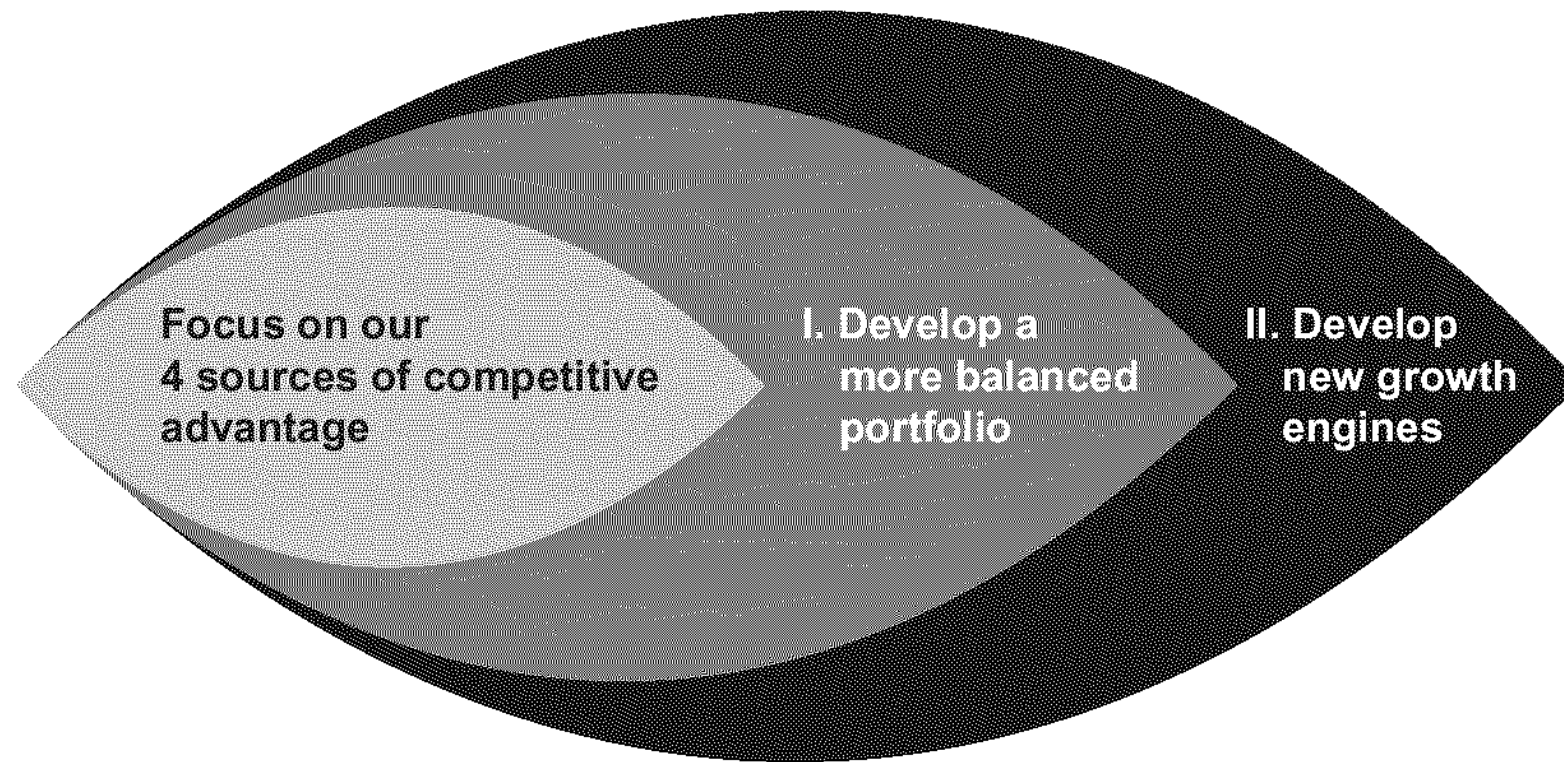 Focus on our
4 sources of competitive
advantage
I. Develop a
more balanced
portfolio
II. Develop
new growth
engines